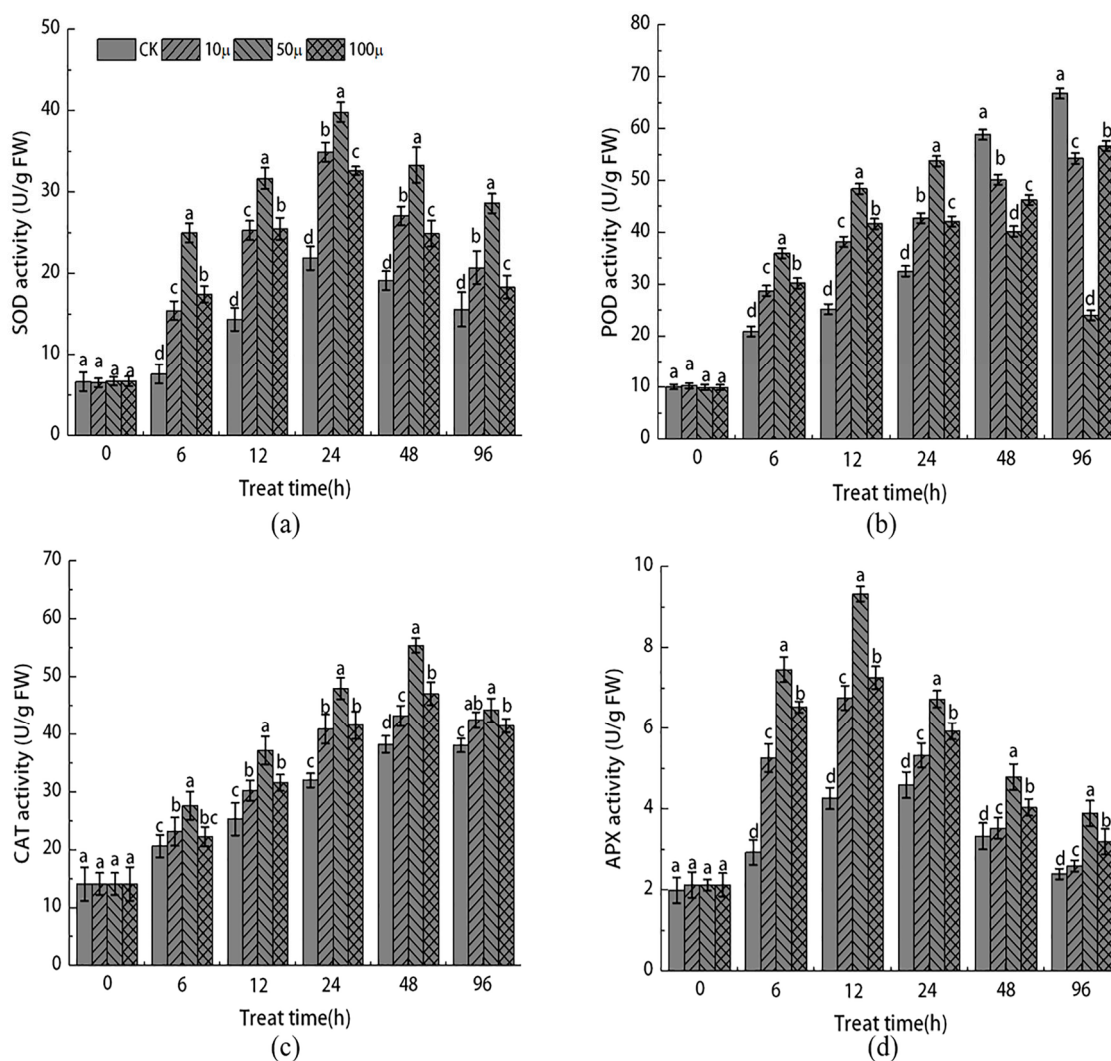 50
40
30
20
10
0
SOD activity (U/g FW)
CK 10μ 50μ 100μ
a a a a
d c a b
d c a b
d b a c
d b a c
d b a c
0 6 12 24 48 96
Treat time(h)
(a)
80
70
60
50
40
30
20
10
0
POD activity (U/g FW)
a a a a
d c a b
d c a b
d b a c
a b d c
a c d b
0 6 12 24 48 96
Treat time(h)
(b)
70
60
50
40
30
20
10
0
CAT activity (U/g FW)
a a a a
c b a bc
c b a b
c b a b
d c a b
c ab a b
0 6 12 24 48 96
Treat time(h)
(c)
10
8
6
4
2
0
APX activity (U/g FW)
a a a a
d c a b
d c a b
d c a b
d c a b
d c a b
0 6 12 24 48 96
Treat time(h)
(d)